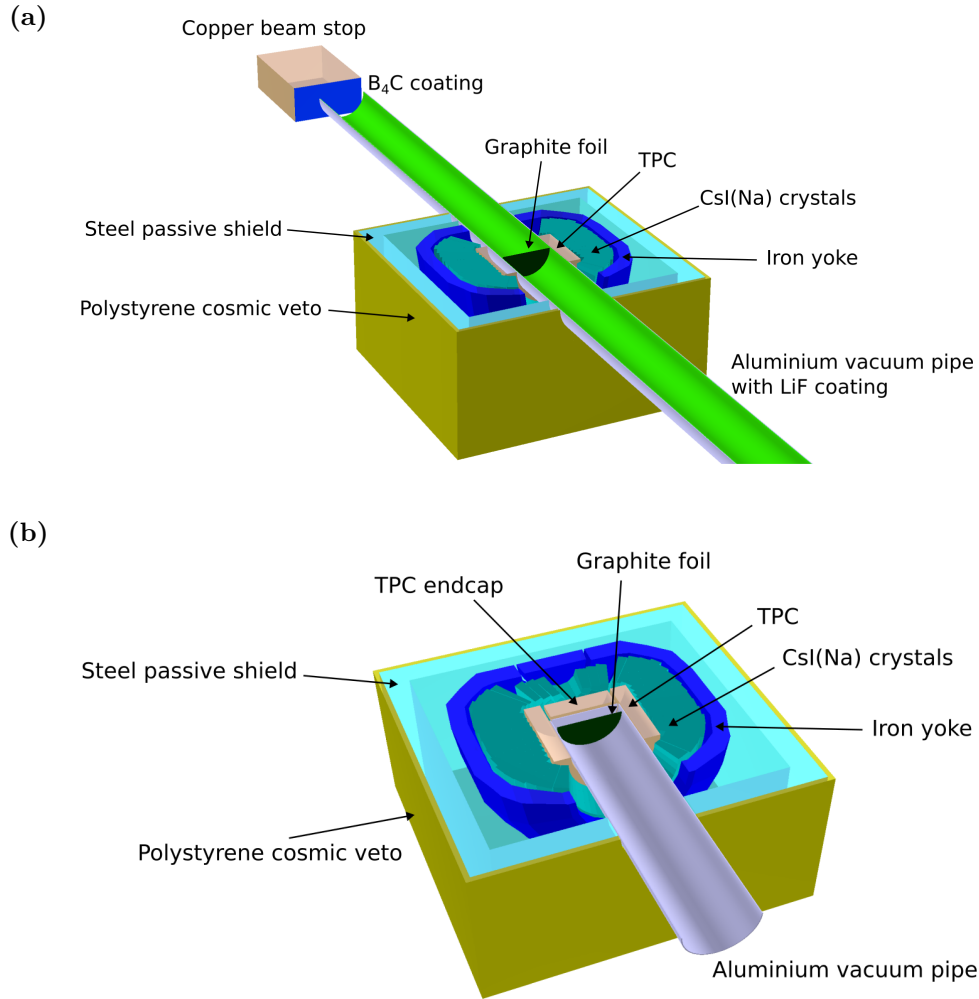 (a)
Copper beam stop
B₄C coating
Graphite foil
TPC
CsI(Na) crystals
Steel passive shield
Iron yoke
Polystyrene cosmic veto
Aluminium vacuum pipe
with LiF coating
(b)
Graphite foil
TPC endcap
TPC
Steel passive shield
CsI(Na) crystals
Iron yoke
Polystyrene cosmic veto
Aluminium vacuum pipe